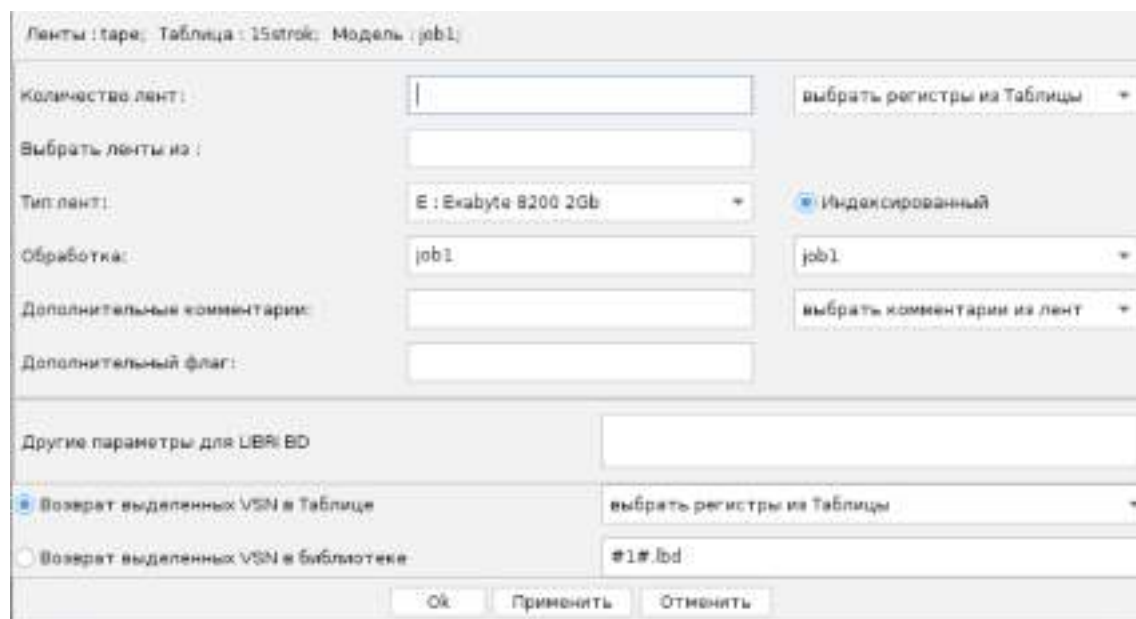 Ленты : tape; Таблица : 15strok; Модель : job1;
Количество лент: выбрать регистры из Таблицы
Выбрать ленты из :
Тип лент: E : Exabyte 8200 2Gb Индексированный
Обработка: job1 job1
Дополнительные комментарии: выбрать комментарии из лент
Дополнительный флаг:
Другие параметры для LIBRI BD
Возврат выделенных VSN в Таблице выбрать регистры из Таблицы
Возврат выделенных VSN в библиотеке #1#.lbd
Ok Применить Отменить